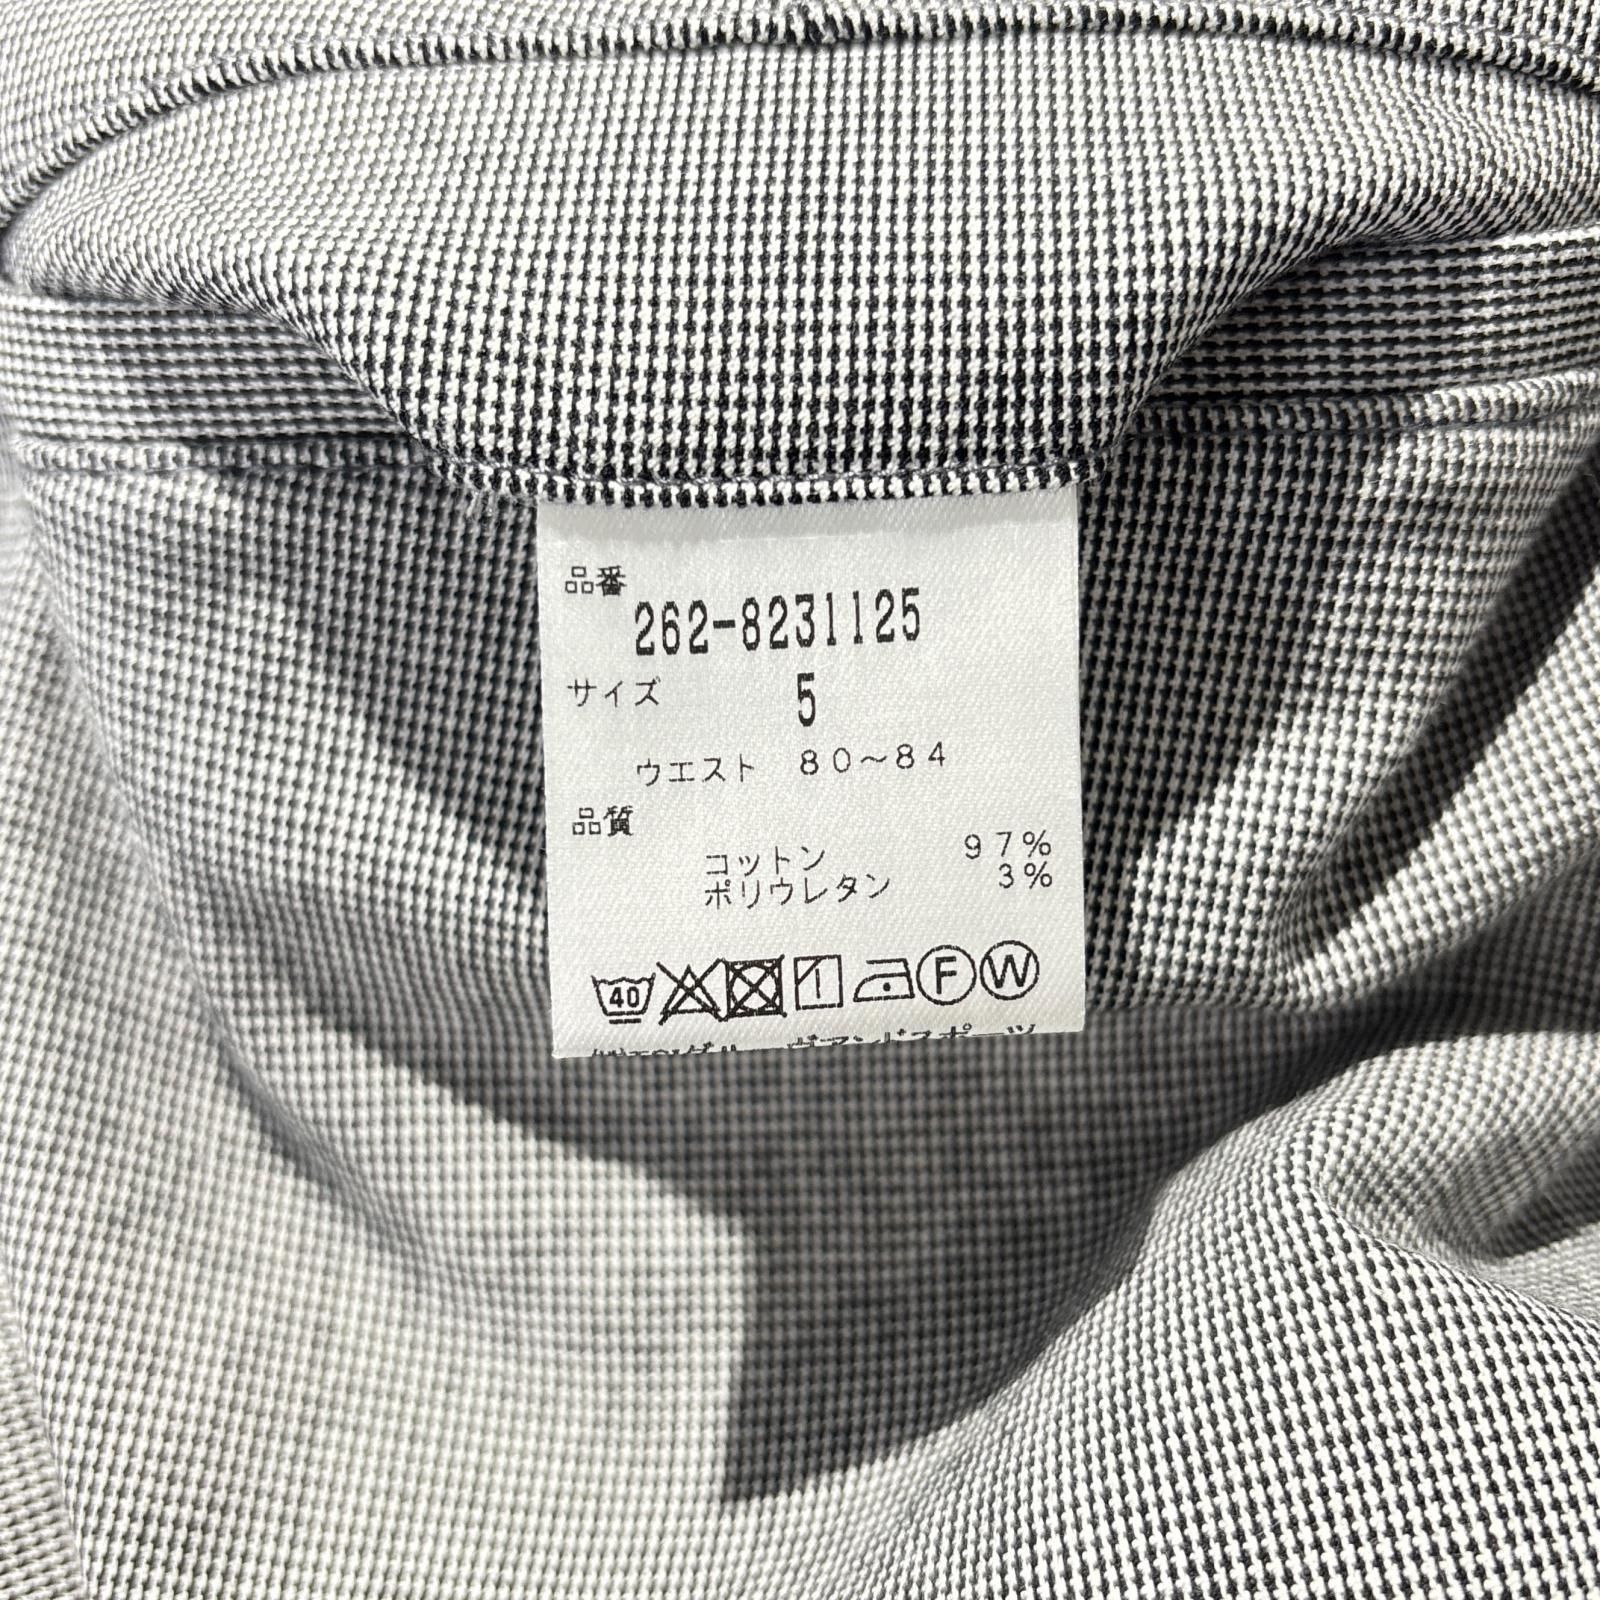 品番
262-8231125
サイズ 5
ウエスト 80〜84
品質
コットン 97%
ポリウレタン 3%
40 F W